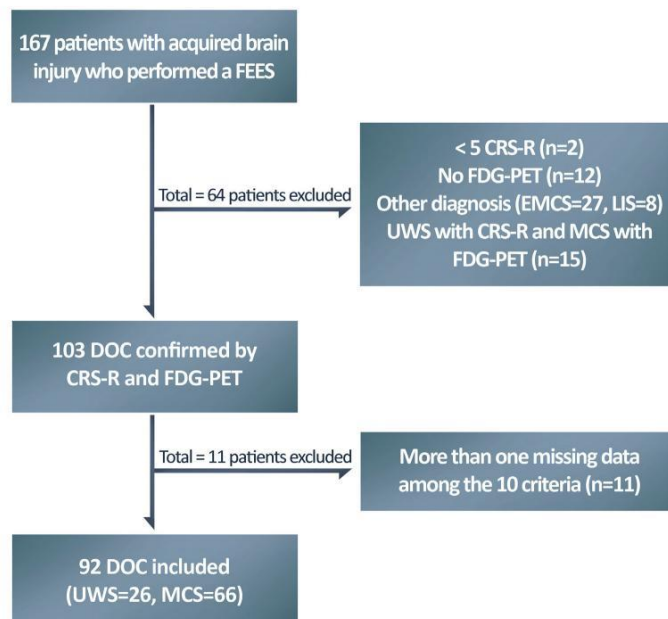 167 patients with acquired brain
injury who performed a FEES
< 5 CRS-R (n=2)
No FDG-PET (n=12)
Other diagnosis (EMCS=27, LIS=8)
UWS with CRS-R and MCS with
FDG-PET (n=15)
Total = 64 patients excluded
103 DOC confirmed by
CRS-R and FDG-PET
Total = 11 patients excluded
More than one missing data
among the 10 criteria (n=11)
92 DOC included
(UWS=26, MCS=66)